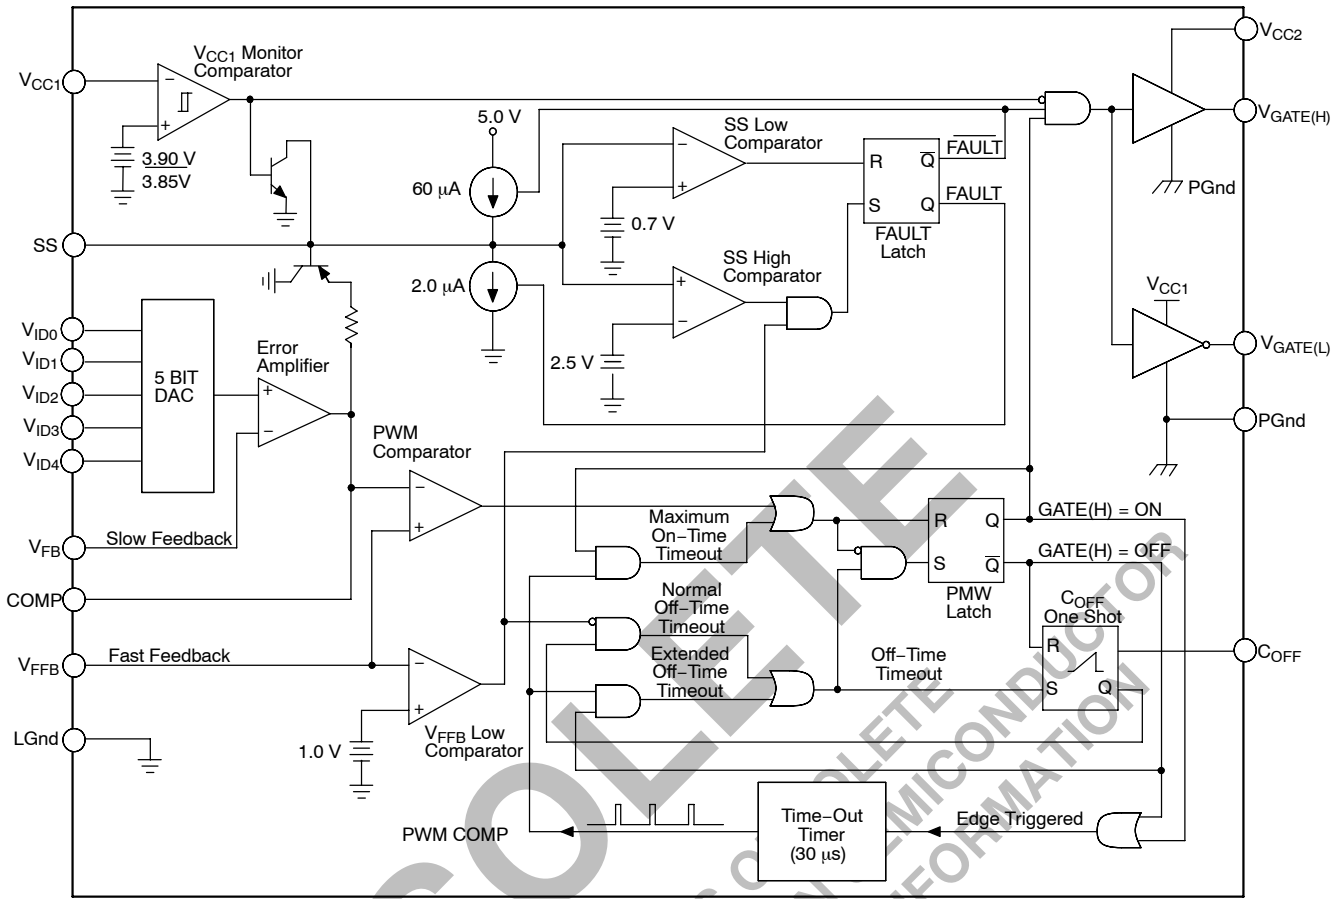 VCC1
VCC1 Monitor
Comparator
−
+
3.90 V
3.85V
5.0 V
60 μA
SS Low
Comparator
−
+
0.7 V
R
Q
FAULT
S
Q
FAULT
FAULT
Latch
VCC2
VGATE(H)
PGnd
SS
2.0 μA
SS High
Comparator
+
−
2.5 V
VCC1
VGATE(L)
PGnd
VID0
VID1
VID2
VID3
VID4
5 BIT
DAC
Error
Amplifier
+
−
PWM
Comparator
−
+
VFB
Slow Feedback
COMP
VFFB
Fast Feedback
LGnd
−
+
1.0 V
VFFB Low
Comparator
Maximum
On−Time
Timeout
Normal
Off−Time
Timeout
Extended
Off−Time
Timeout
R
Q
S
Q
PMW
Latch
GATE(H) = ON
GATE(H) = OFF
COFF
One Shot
R
S
Q
COFF
Off−Time
Timeout
PWM COMP
Time−Out
Timer
(30 μs)
Edge Triggered
OLETE
OLETE
SEMICONDUCTOR